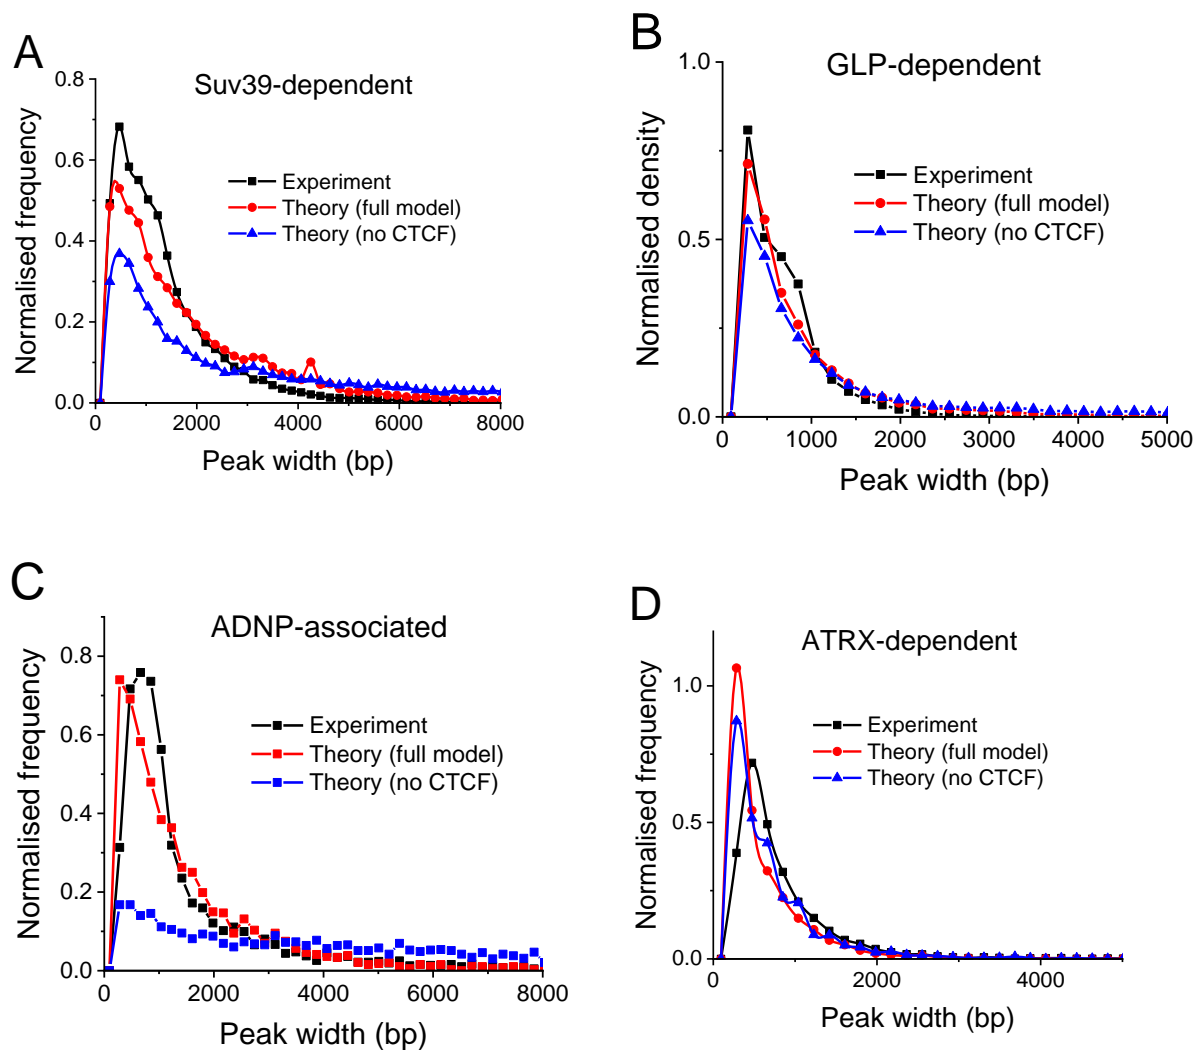 A
Suv39-dependent
Normalised frequency
0.8
0.6
0.4
0.2
0.0
Experiment
Theory (full model)
Theory (no CTCF)
0
2000
4000
6000
8000
Peak width (bp)
B
GLP-dependent
Normalised density
1.0
0.5
0.0
Experiment
Theory (full model)
Theory (no CTCF)
0
1000
2000
3000
4000
5000
Peak width (bp)
C
ADNP-associated
Normalised frequency
0.8
0.6
0.4
0.2
0.0
Experiment
Theory (full model)
Theory (no CTCF)
0
2000
4000
6000
8000
Peak width (bp)
D
ATRX-dependent
Normalised frequency
1.0
0.5
0.0
Experiment
Theory (full model)
Theory (no CTCF)
0
2000
4000
Peak width (bp)